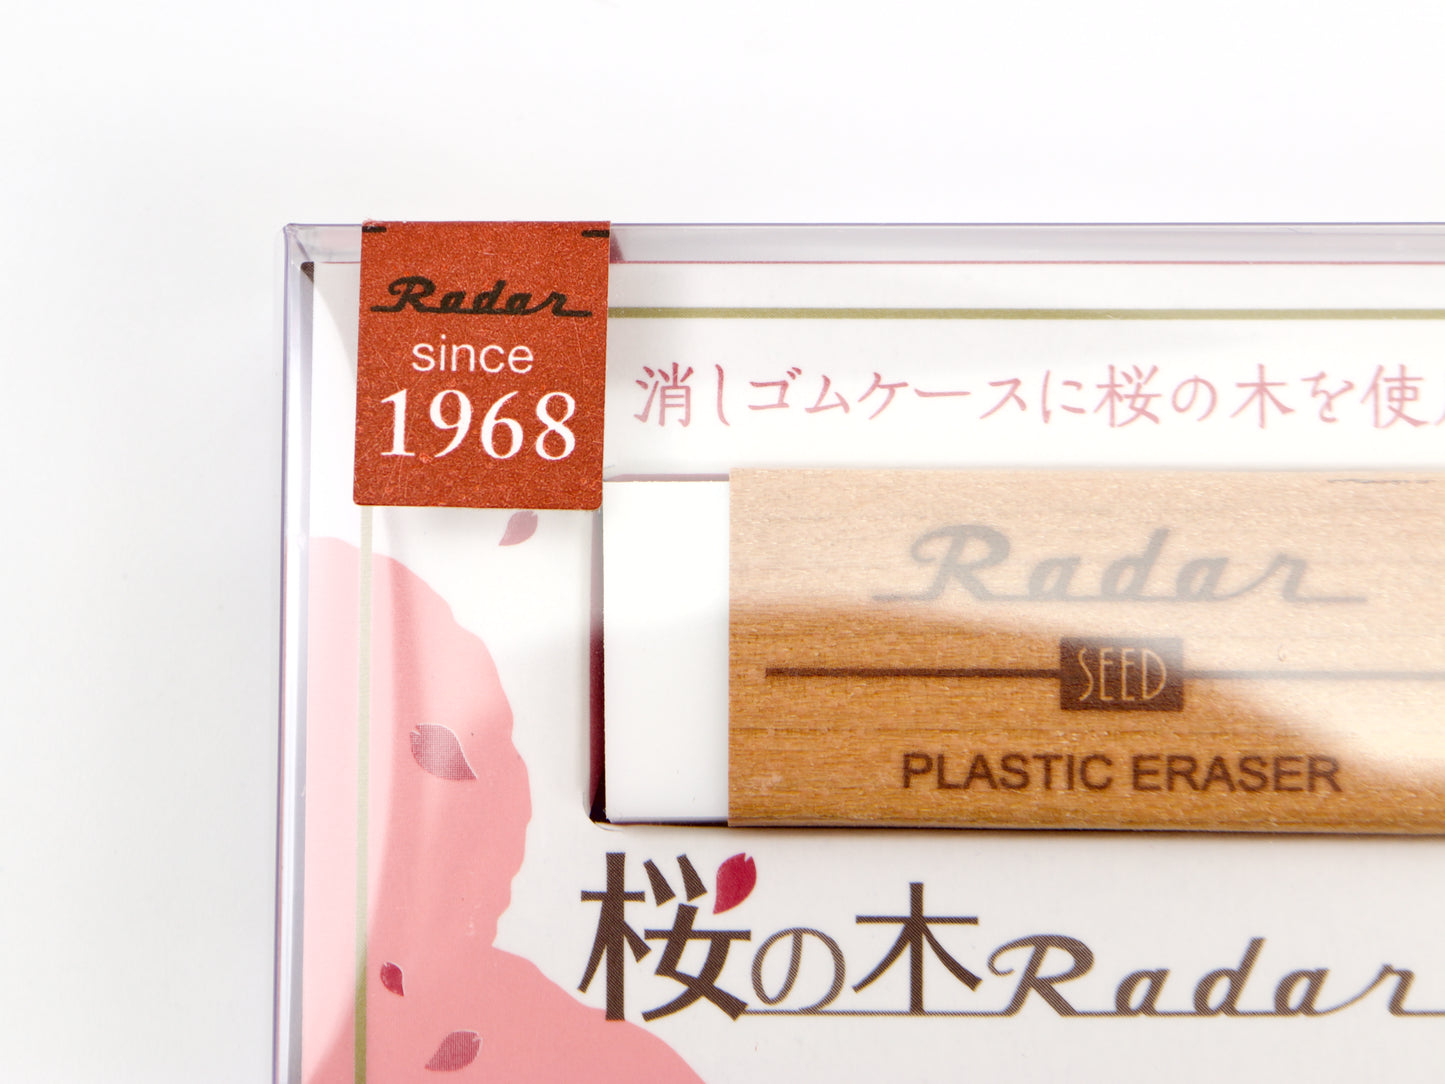 Radar
since
1968
消しゴムケースに桜の木を使
Radar
SEED
PLASTIC ERASER
桜の木Radar